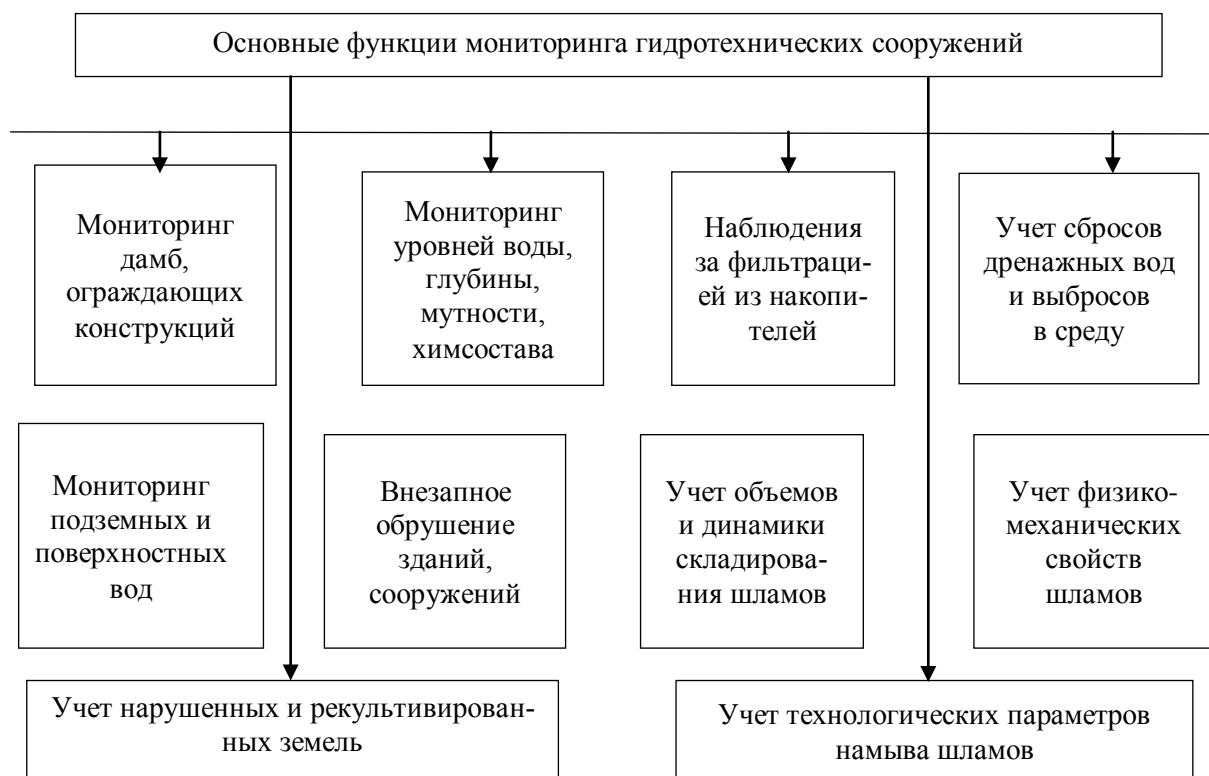 Основные функции мониторинга гидротехнических сооружений
Мониторинг
дамб,
ограждающих
конструкций
Мониторинг
уровней воды,
глубины,
мутности,
химсостава
Наблюдения
за фильтраци-
ей из накопи-
телей
Учет сбросов
дренажных вод
и выбросов
в среду
Мониторинг
подземных и
поверхностных
вод
Внезапное
обрушение
зданий,
сооружений
Учет объемов
и динамики
складирова-
ния шламов
Учет физико-
механических
свойств
шламов
Учет нарушенных и рекультивирован-
ных земель
Учет технологических параметров
намыва шламов